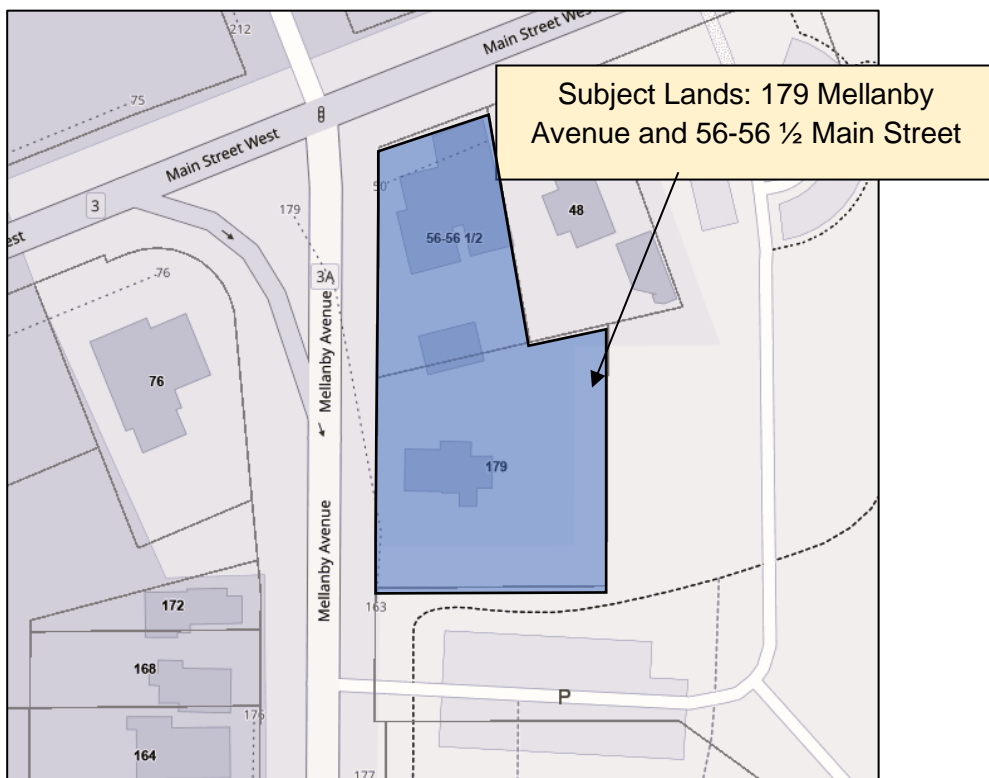 212
Main Street West
Subject Lands: 179 Mellanby
Avenue and 56-56 ½ Main Street
75
Main Street West
50
3
179
48
est
56-56 1/2
76
3A
Mellanby Avenue
76
179
Mellanby Avenue
163
172
168
P
176
164
177